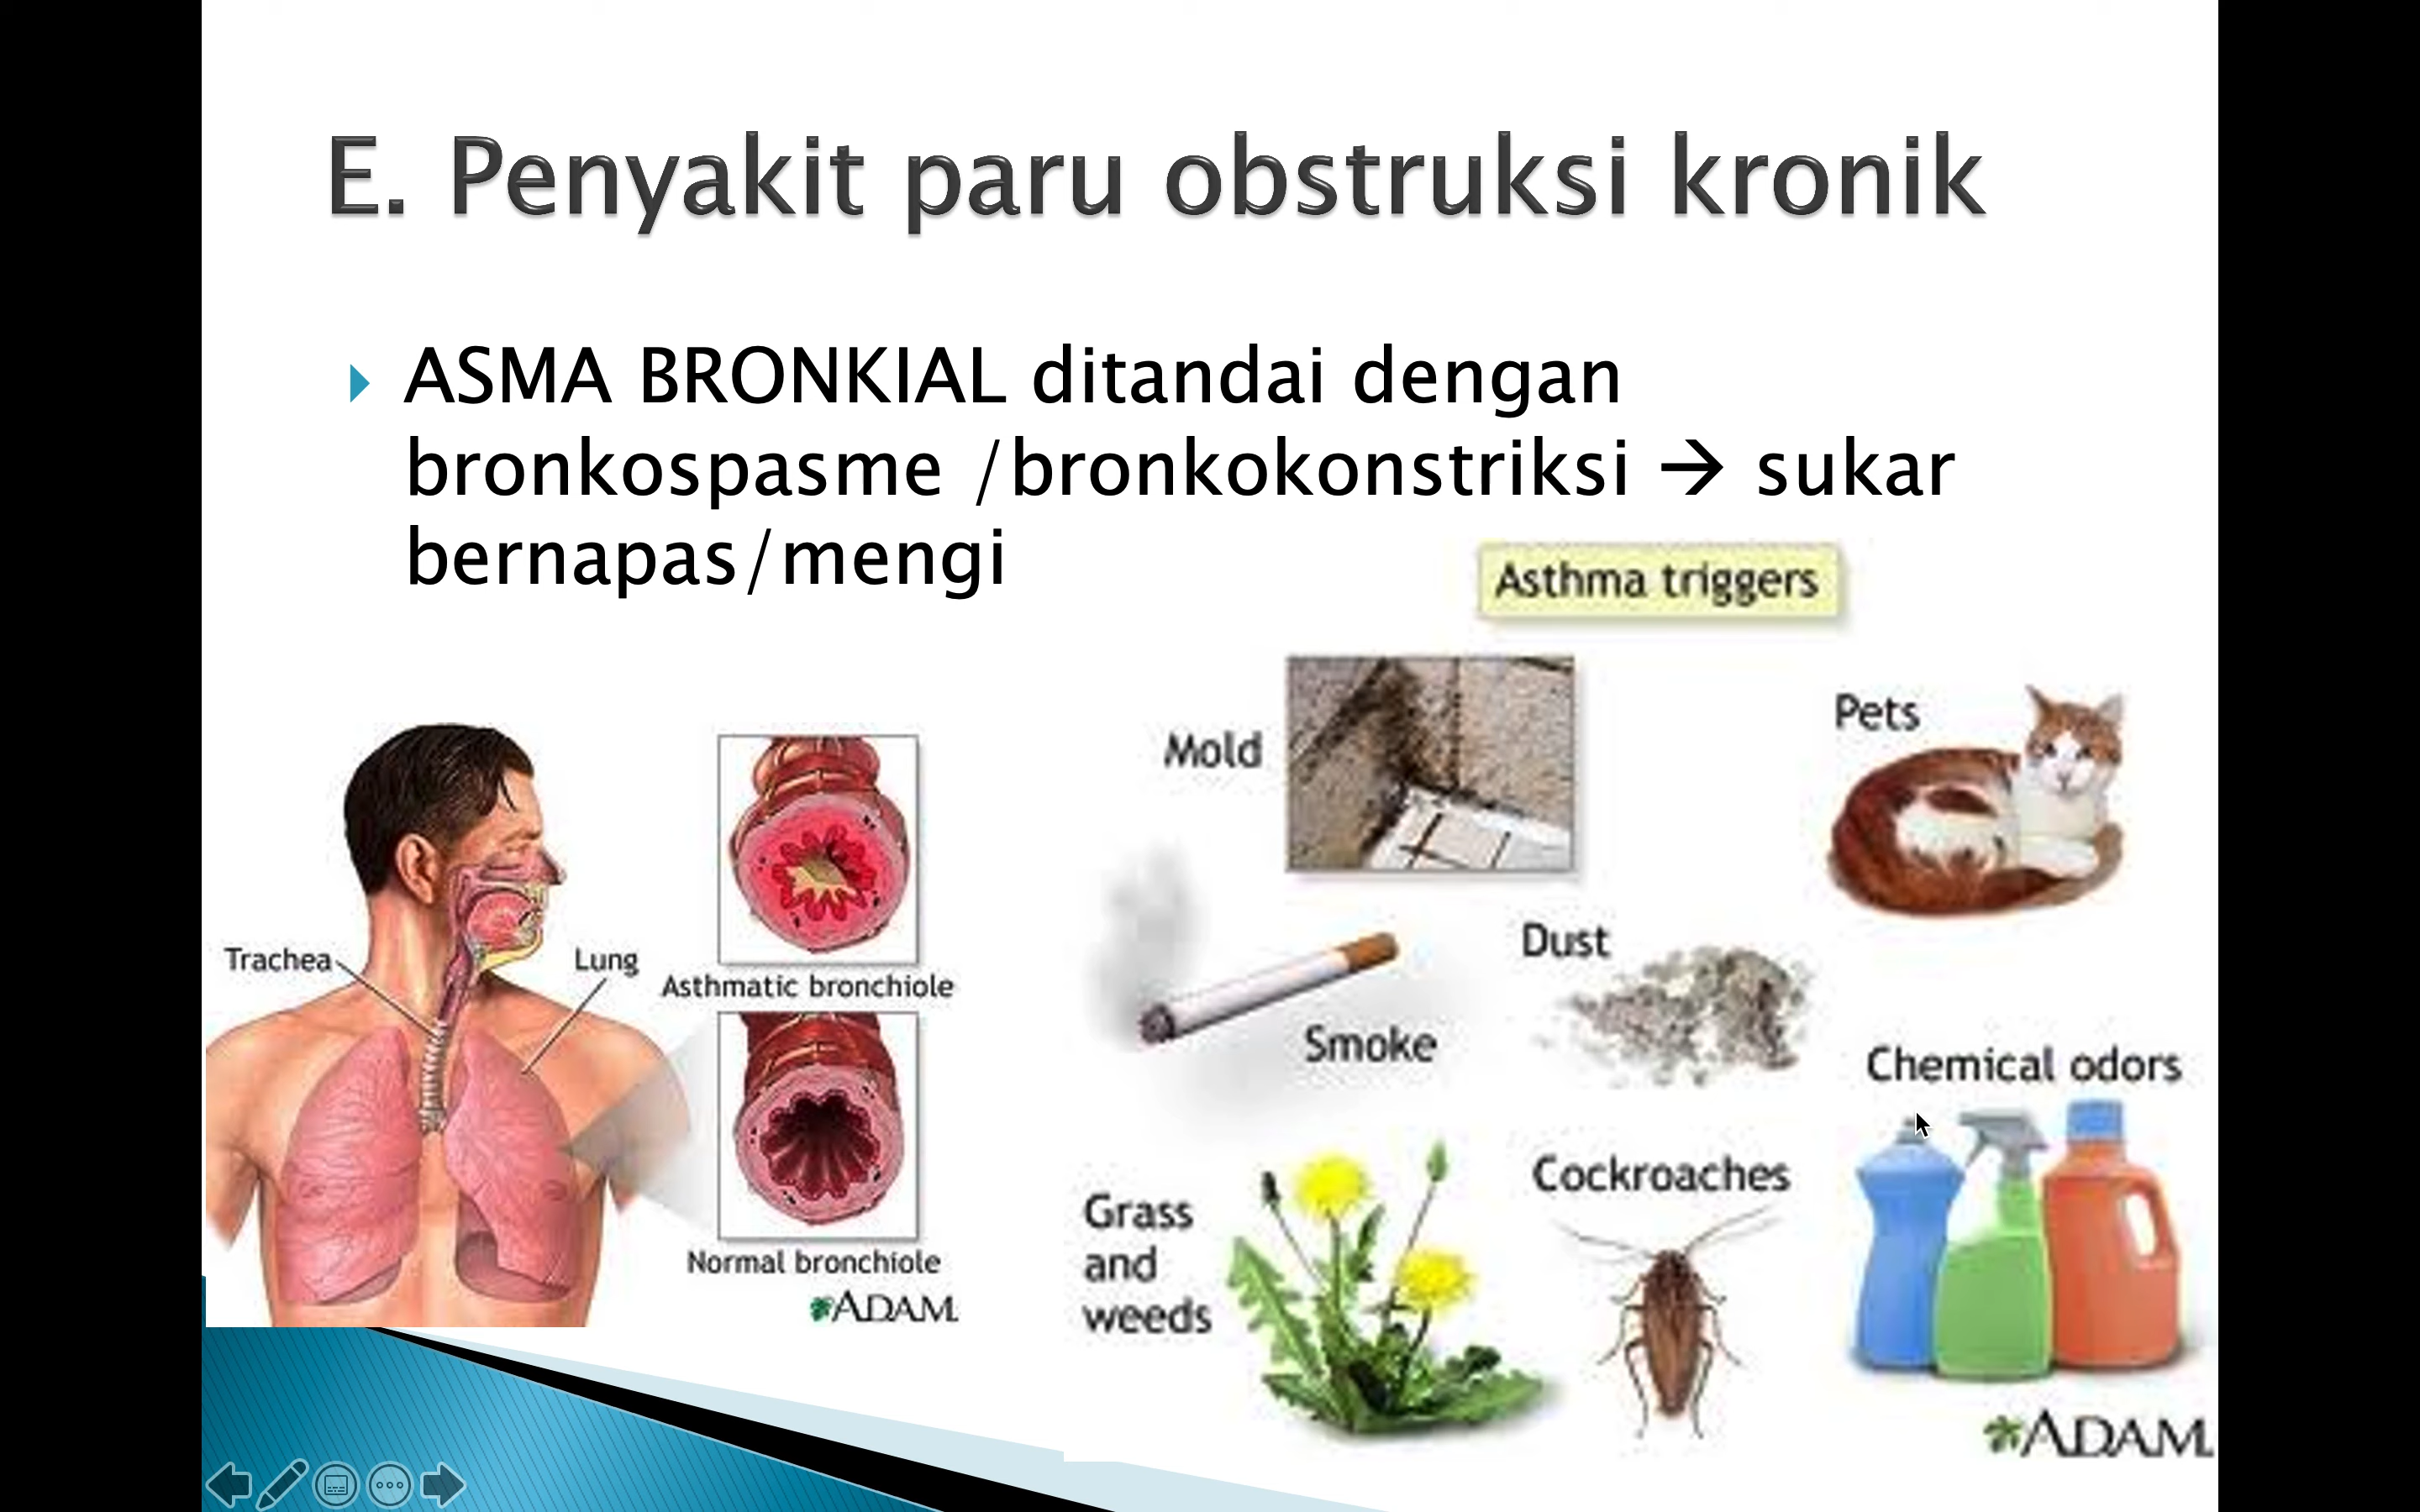 E. Penyakit paru obstruksi kronik
ASMA BRONKIAL ditandai dengan
bronkospasme /bronkokonstriksi → sukar
bernapas/mengi
Trachea
Lung
Asthmatic bronchiole
Normal bronchiole
ADAM.
Asthma triggers
Mold
Pets
Smoke
Dust
Chemical odors
Grass
and
weeds
Cockroaches
ADAM.